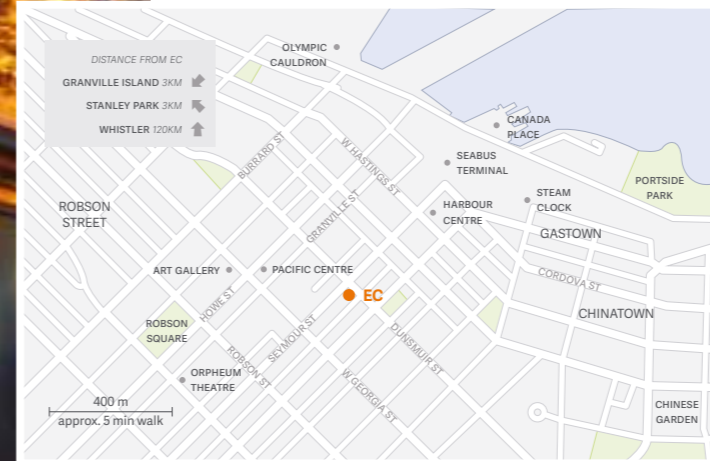 DISTANCE FROM EC
GRANVILLE ISLAND 3KM
STANLEY PARK 3KM
WHISTLER 120KM
OLYMPIC
CAULDRON
CANADA
PLACE
SEABUS
TERMINAL
PORTSIDE
PARK
BURRARD ST
W.HASTINGS ST
GRANVILLE ST
ROBSON
STREET
HARBOUR
CENTRE
STEAM
CLOCK
GASTOWN
CORDOVA ST
CHINATOWN
ART GALLERY
PACIFIC CENTRE
EC
HOWE ST
ROBSON
SQUARE
SEYMOUR ST
DUNSMUIR ST
ROBSON ST
ORPHEUM
THEATRE
W.GEORGIA ST
400 m
approx. 5 min walk
CHINESE
GARDEN